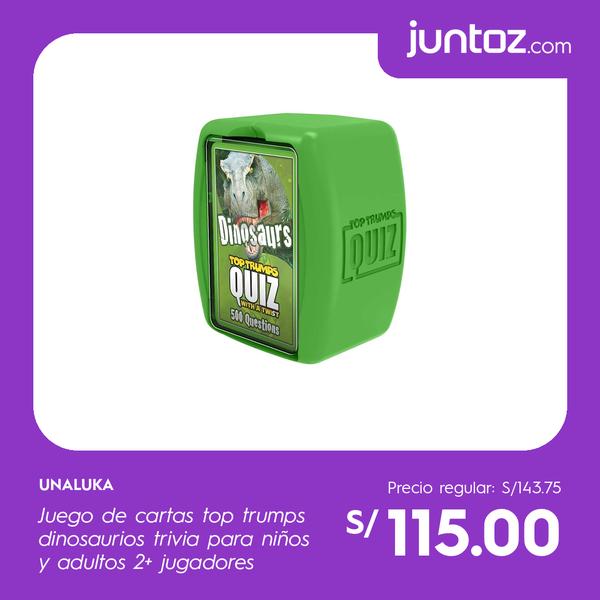 juntoz.com
Dinosaurs
TOP TRUMPS
QUIZ
WITH A TWIST
500 Questions
TOP TRUMPS
QUIZ
UNALUKA
Juego de cartas top trumps
dinosaurios trivia para niños
y adultos 2+ jugadores
Precio regular: S/143.75
S/115.00